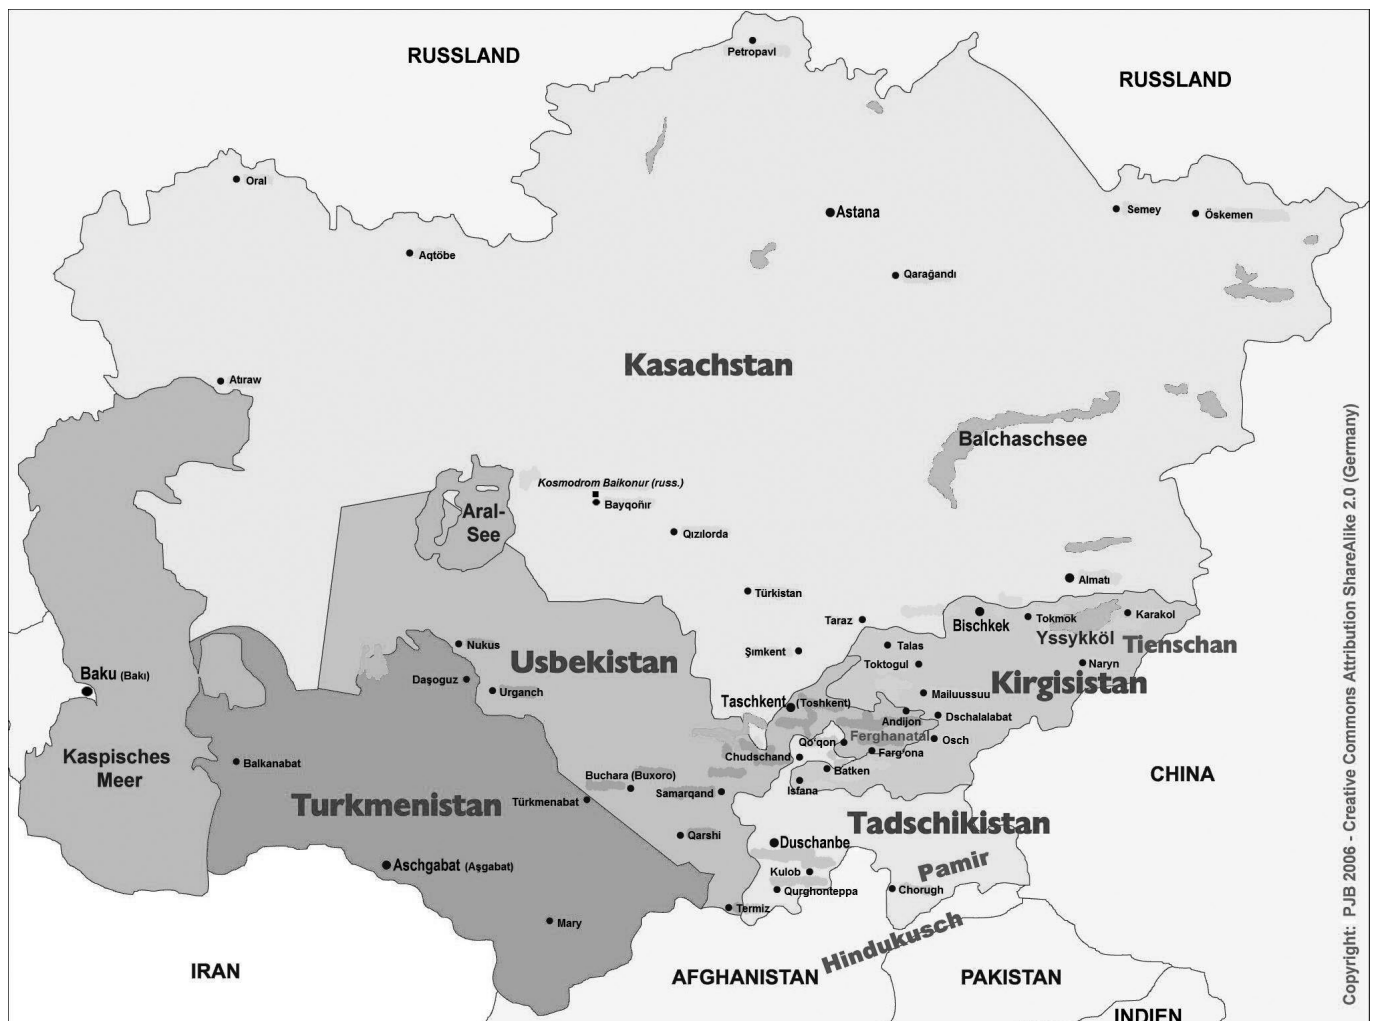 Petropavl
RUSSLAND
RUSSLAND
Oral
Semey
Öskemen
Astana
Aqtöbe
Qarağandı
Kasachstan
Atıraw
Balchaschsee
Kosmodrom Baikonur (russ.)
Bayqoñır
Aral-
See
Qızılorda
Almatı
Türkistan
Taraz
Bischkek
Tokmok
Karakol
Yssykköl
Tienschan
Nukus
Talas
Şımkent
Usbekistan
Toktogul
Naryn
Baku (Bakı)
Daşoguz
Urganch
Kirgisistan
Mailuussuu
Taschkent (Toshkent)
Andijon
Dschalalabat
Ferghanatal
Qo'qon
Osch
Kaspisches
Meer
Chudschand
Farg'ona
Balkanabat
Batken
CHINA
Buchara (Buxoro)
Samarqand
Isfana
Türkmenabat
Turkmenistan
Tadschikistan
Qarshi
Duschanbe
Aschgabat (Aşgabat)
Pamir
Kulob
Qurghonteppa
Chorugh
Termiz
Mary
Hindukusch
IRAN
AFGHANISTAN
PAKISTAN
INDIEN
Copyright: PJB 2006 - Creative Commons Attribution ShareAlike 2.0 (Germany)